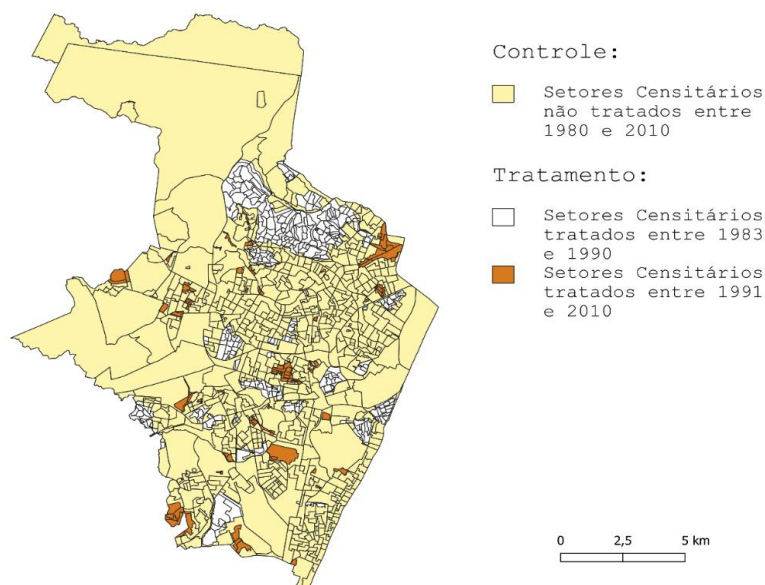 Controle:
Setores Censitários
não tratados entre
1980 e 2010
Tratamento:
Setores Censitários
tratados entre 1983
e 1990
Setores Censitários
tratados entre 1991
e 2010
0 2,5 5 km